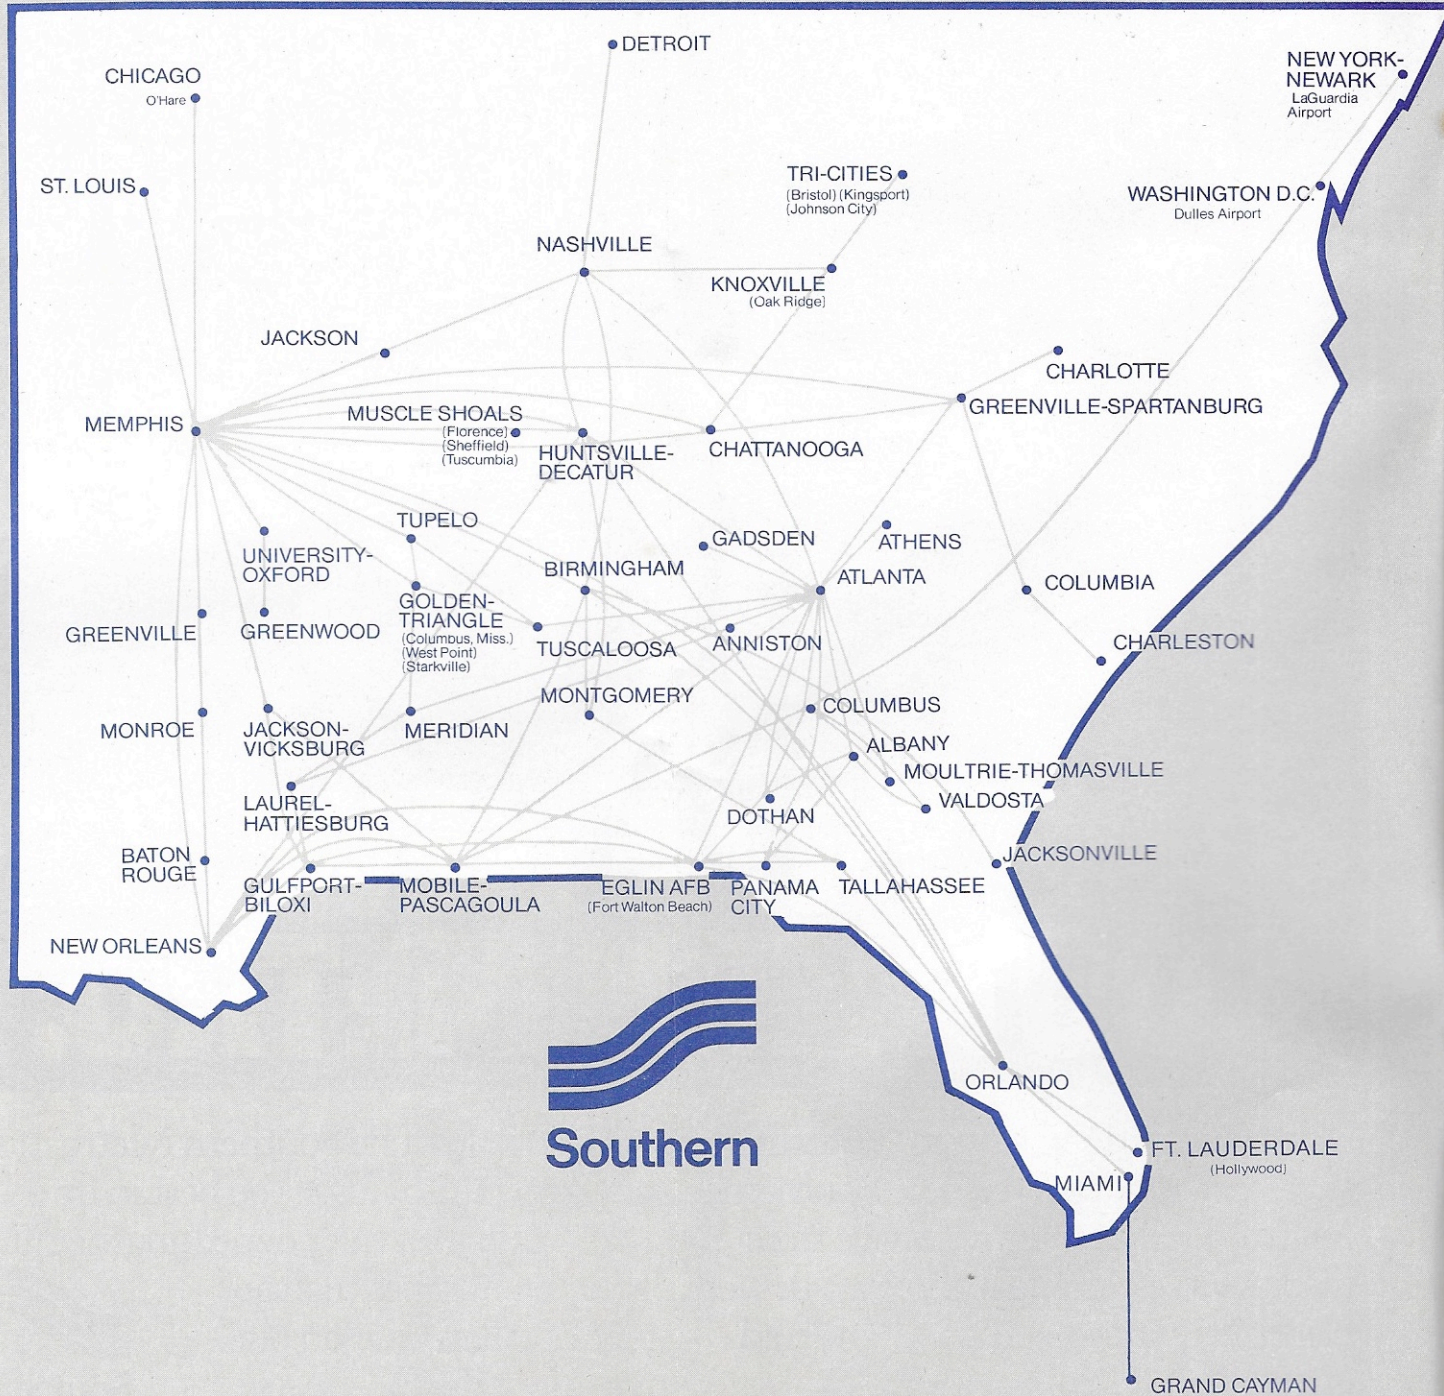 DETROIT
NEW YORK-
NEWARK
LaGuardia
Airport
CHICAGO
O'Hare
ST. LOUIS
TRI-CITIES
(Bristol) (Kingsport)
(Johnson City)
WASHINGTON D.C.
Dulles Airport
NASHVILLE
KNOXVILLE
(Oak Ridge)
JACKSON
CHARLOTTE
GREENVILLE-SPARTANBURG
MEMPHIS
MUSCLE SHOALS
(Florence)
(Sheffield)
(Tuscumbia)
HUNTSVILLE-
DECATUR
CHATTANOOGA
TUPELO
GADSDEN
ATHENS
UNIVERSITY-
OXFORD
BIRMINGHAM
ATLANTA
COLUMBIA
GOLDEN-
TRIANGLE
(Columbus, Miss.)
(West Point)
(Starkville)
GREENVILLE
GREENWOOD
TUSCALOOSA
ANNISTON
CHARLESTON
MONTGOMERY
COLUMBUS
MONROE
JACKSON-
VICKSBURG
MERIDIAN
ALBANY
MOULTRIE-THOMASVILLE
VALDOSTA
LAUREL-
HATTIESBURG
DOTHAN
BATON
ROUGE
JACKSONVILLE
GULFPORT-
BILOXI
MOBILE-
PASCAGOULA
EGLIN AFB
(Fort Walton Beach)
PANAMA
CITY
TALLAHASSEE
NEW ORLEANS
ORLANDO
Southern
FT. LAUDERDALE
(Hollywood)
MIAMI
GRAND CAYMAN